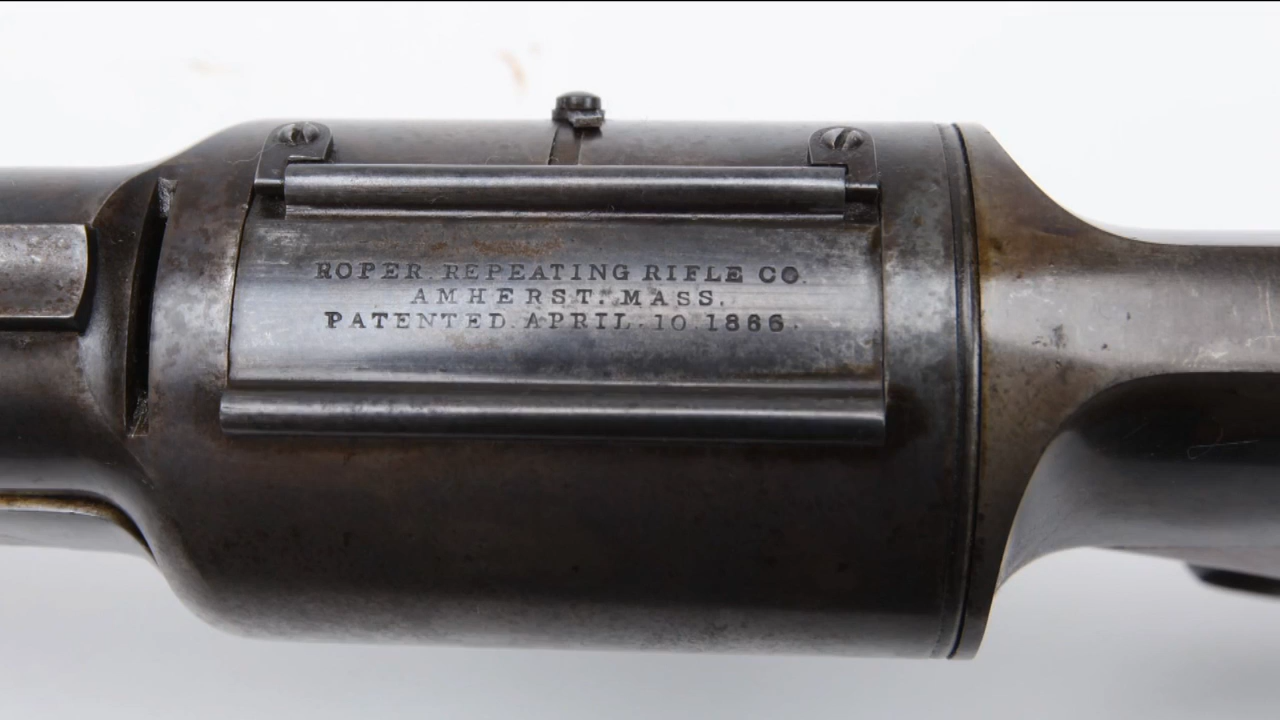 ROPER. REPEATING RIFLE CO.
AMHERST. MASS.
PATENTED. APRIL. 10. 1866.